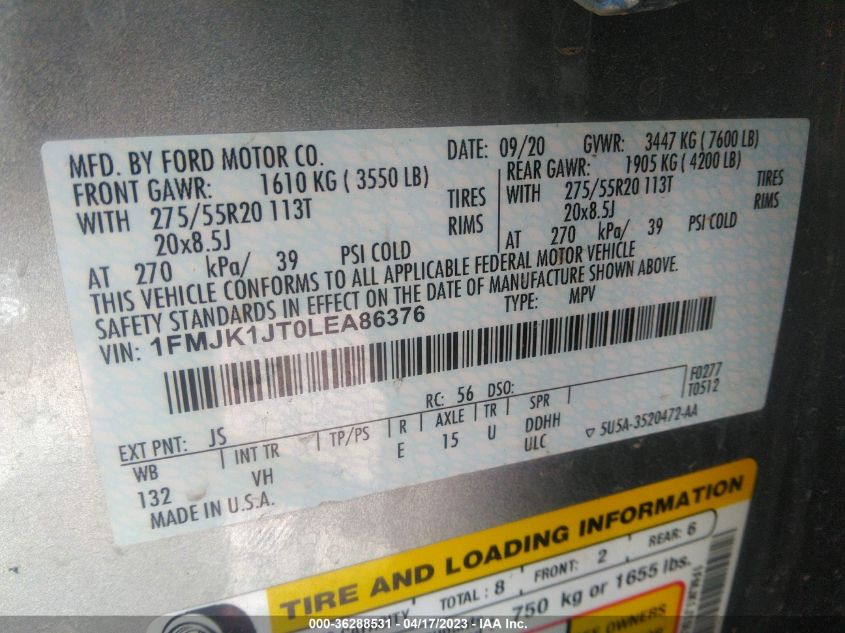 MFD. BY FORD MOTOR CO.
DATE: 09/20 GVWR: 3447 KG ( 7600 LB)
FRONT GAWR: 1610 KG ( 3550 LB)
REAR GAWR: 1905 KG ( 4200 LB)
WITH 275/55R20 113T TIRES
WITH 275/55R20 113T TIRES
20x8.5J RIMS
20x8.5J RIMS
AT 270 kPa/ 39 PSI COLD
AT 270 kPa/ 39 PSI COLD
THIS VEHICLE CONFORMS TO ALL APPLICABLE FEDERAL MOTOR VEHICLE
SAFETY STANDARDS IN EFFECT ON THE DATE OF MANUFACTURE SHOWN ABOVE.
VIN: 1FMJK1JT0LEA86376
TYPE: MPV
F0277
T0512
RC: 56 DSO:
EXT PNT: JS
WB INT TR TP/PS R AXLE TR SPR
132 VH E 15 U DDHH
ULC
▽ 5U5A-3520472-AA
MADE IN U.S.A.
TIRE AND LOADING INFORMATION
TOTAL : 8 FRONT: 2 REAR: 6
750 kg or 1655 lbs.
OWNERS
000-36288531 - 04/17/2023 - IAA Inc.